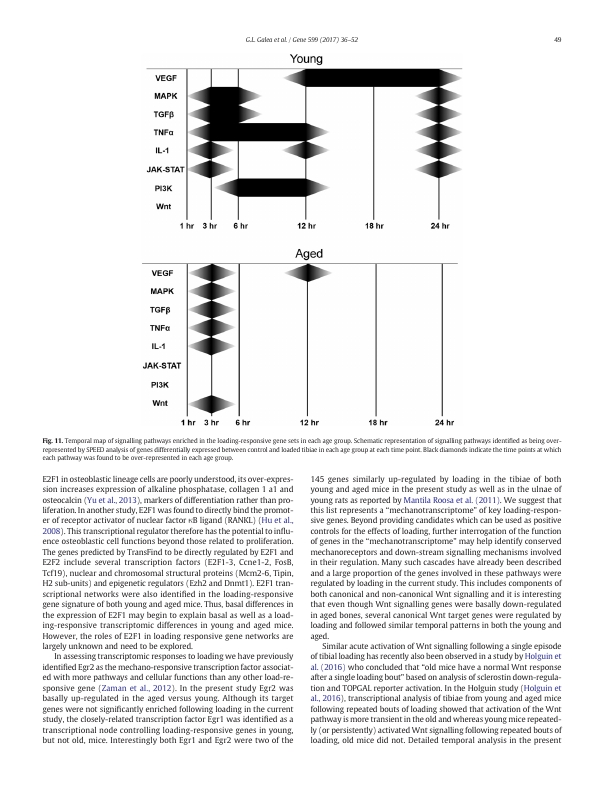 G.L. Galea et al. / Gene 599 (2017) 36–52
49
Young
VEGF
MAPK
TGFβ
TNFα
IL-1
JAK-STAT
PI3K
Wnt
1 hr 3 hr 6 hr 12 hr 18 hr 24 hr
Aged
VEGF
MAPK
TGFβ
TNFα
IL-1
JAK-STAT
PI3K
Wnt
1 hr 3 hr 6 hr 12 hr 18 hr 24 hr
Fig. 11. Temporal map of signalling pathways enriched in the loading-responsive gene sets in each age group. Schematic representation of signalling pathways identified as being over-
represented by SPEED analysis of genes differentially expressed between control and loaded tibiae in each age group at each time point. Black diamonds indicate the time points at which
each pathway was found to be over-represented in each age group.
E2F1 in osteoblastic lineage cells are poorly understood, its over-expres-
sion increases expression of alkaline phosphatase, collagen 1 a1 and
osteocalcin (Yu et al., 2013), markers of differentiation rather than pro-
liferation. In another study, E2F1 was found to directly bind the promot-
er of receptor activator of nuclear factor κB ligand (RANKL) (Hu et al.,
2008). This transcriptional regulator therefore has the potential to influ-
ence osteoblastic cell functions beyond those related to proliferation.
The genes predicted by TransFind to be directly regulated by E2F1 and
E2F2 include several transcription factors (E2F1-3, Ccne1-2, FosB,
Tcf19), nuclear and chromosomal structural proteins (Mcm2-6, Tipin,
H2 sub-units) and epigenetic regulators (Ezh2 and Dnmt1). E2F1 tran-
scriptional networks were also identified in the loading-responsive
gene signature of both young and aged mice. Thus, basal differences in
the expression of E2F1 may begin to explain basal as well as a load-
ing-responsive transcriptomic differences in young and aged mice.
However, the roles of E2F1 in loading responsive gene networks are
largely unknown and need to be explored.
In assessing transcriptomic responses to loading we have previously
identified Egr2 as the mechano-responsive transcription factor associat-
ed with more pathways and cellular functions than any other load-re-
sponsive gene (Zaman et al., 2012). In the present study Egr2 was
basally up-regulated in the aged versus young. Although its target
genes were not significantly enriched following loading in the current
study, the closely-related transcription factor Egr1 was identified as a
transcriptional node controlling loading-responsive genes in young,
but not old, mice. Interestingly both Egr1 and Egr2 were two of the
145 genes similarly up-regulated by loading in the tibiae of both
young and aged mice in the present study as well as in the ulnae of
young rats as reported by Mantila Roosa et al. (2011). We suggest that
this list represents a “mechanotranscriptome” of key loading-respon-
sive genes. Beyond providing candidates which can be used as positive
controls for the effects of loading, further interrogation of the function
of genes in the “mechanotranscriptome” may help identify conserved
mechanoreceptors and down-stream signalling mechanisms involved
in their regulation. Many such cascades have already been described
and a large proportion of the genes involved in these pathways were
regulated by loading in the current study. This includes components of
both canonical and non-canonical Wnt signalling and it is interesting
that even though Wnt signalling genes were basally down-regulated
in aged bones, several canonical Wnt target genes were regulated by
loading and followed similar temporal patterns in both the young and
aged.
Similar acute activation of Wnt signalling following a single episode
of tibial loading has recently also been observed in a study by Holguin et
al. (2016) who concluded that “old mice have a normal Wnt response
after a single loading bout” based on analysis of sclerostin down-regula-
tion and TOPGAL reporter activation. In the Holguin study (Holguin et
al., 2016), transcriptional analysis of tibiae from young and aged mice
following repeated bouts of loading showed that activation of the Wnt
pathway is more transient in the old and whereas young mice repeated-
ly (or persistently) activated Wnt signalling following repeated bouts of
loading, old mice did not. Detailed temporal analysis in the present